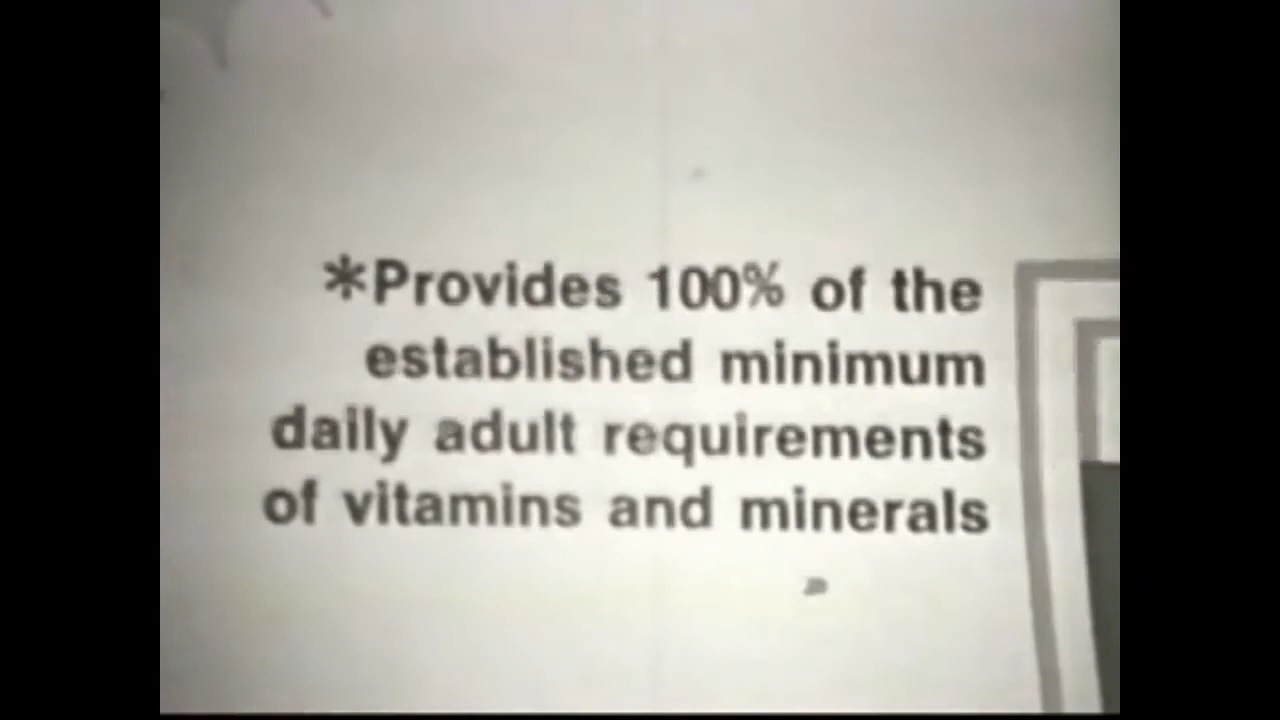 *Provides 100% of the
established minimum
daily adult requirements
of vitamins and minerals